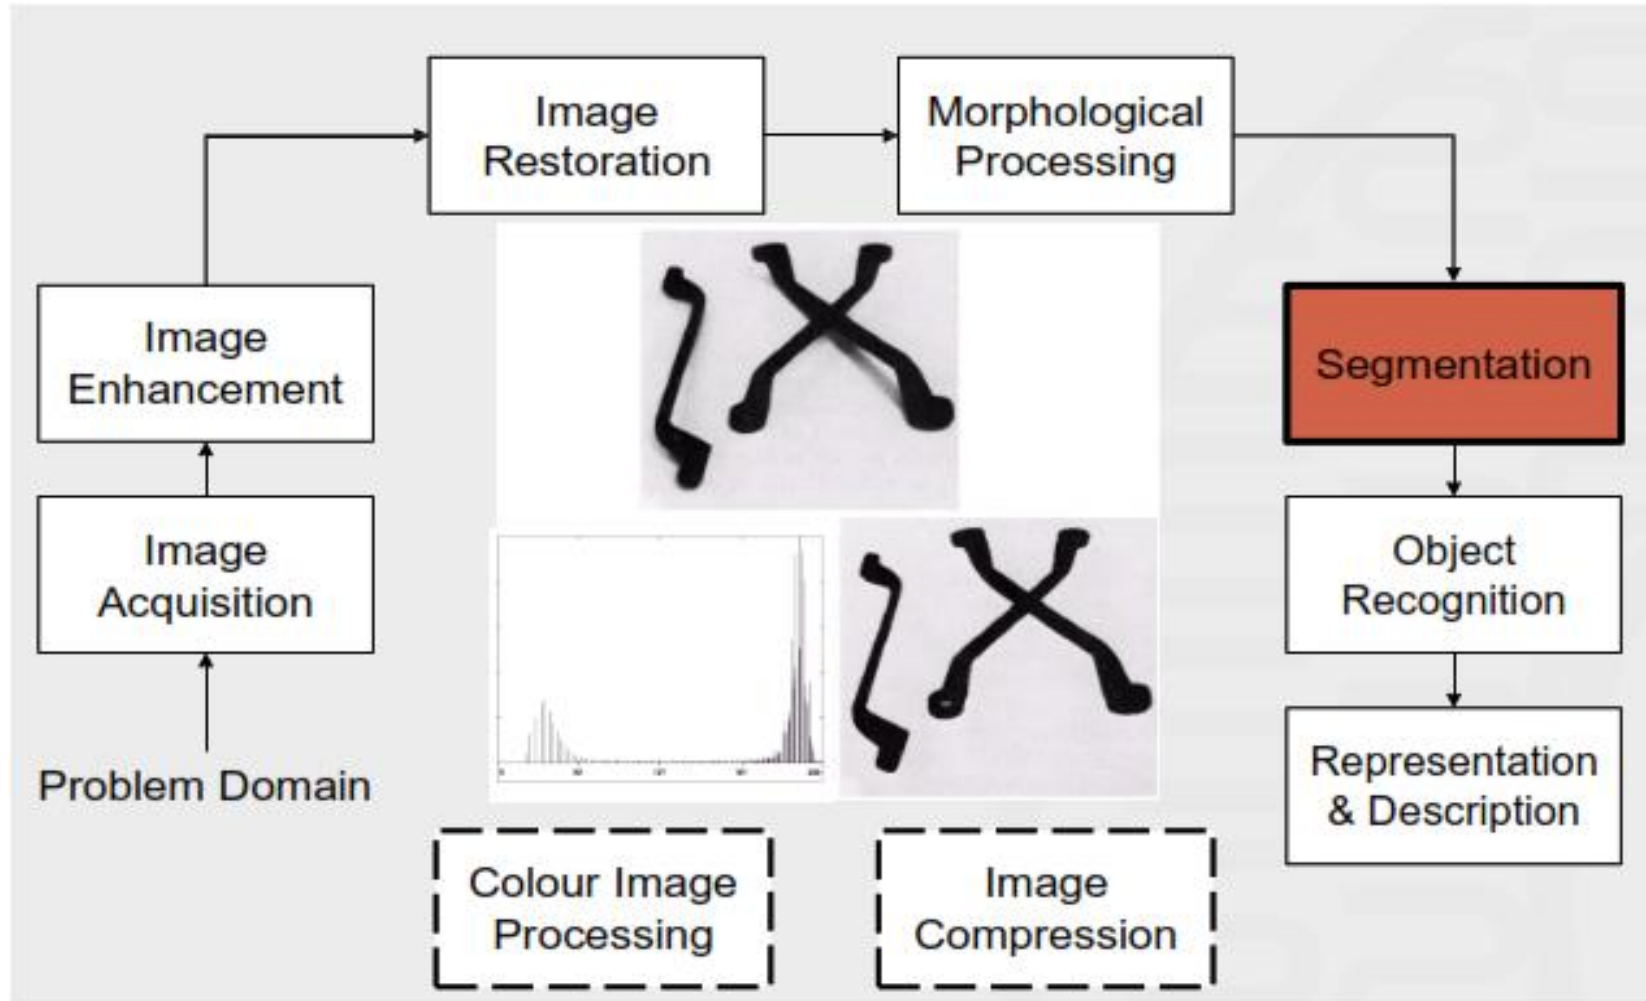 Image
Restoration
Morphological
Processing
Image
Enhancement
Segmentation
Image
Acquisition
Object
Recognition
Problem Domain
Representation
& Description
Colour Image
Processing
Image
Compression